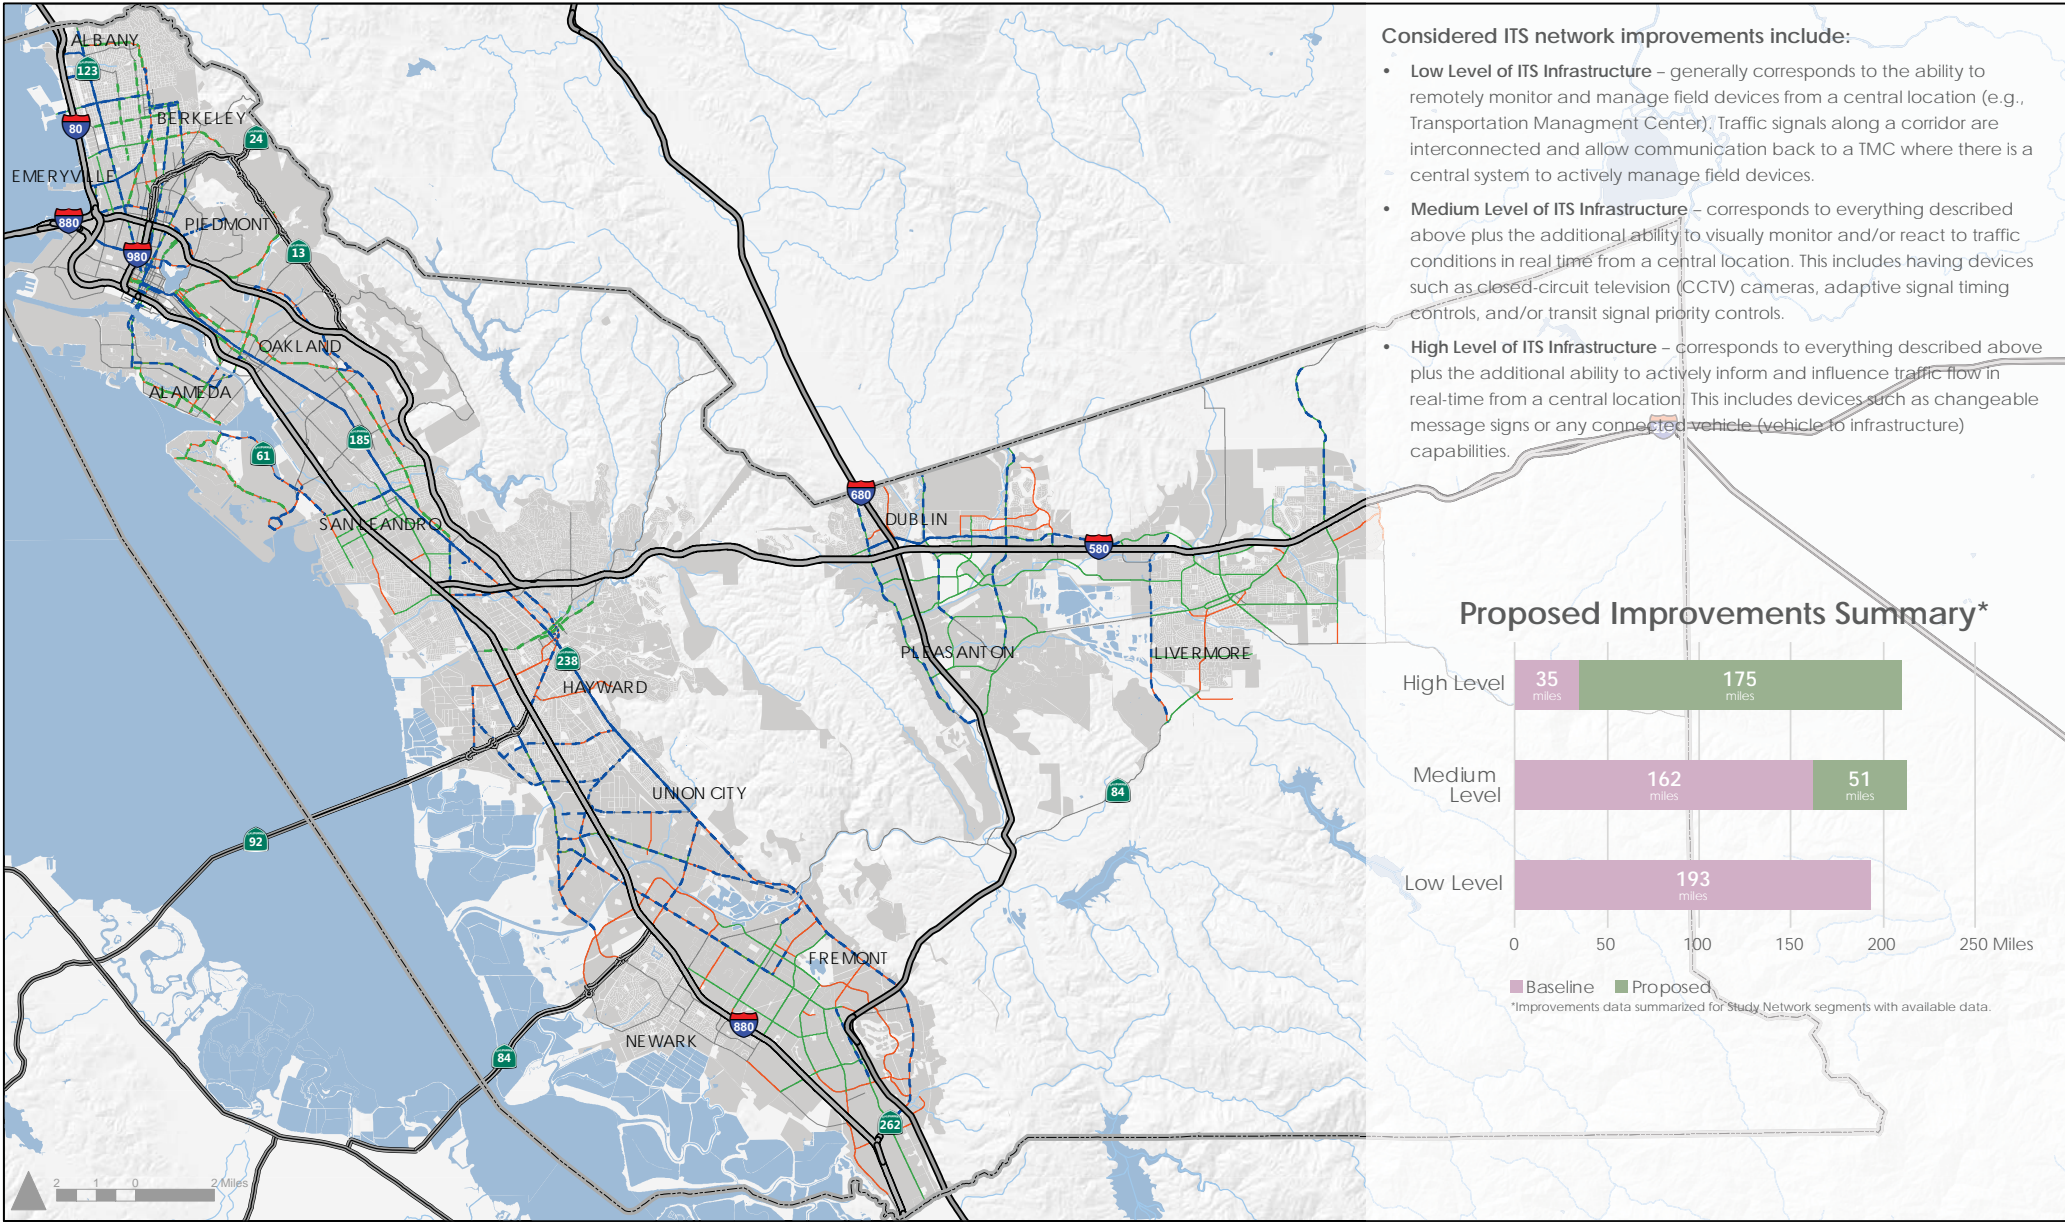 Considered ITS network improvements include:
• Low Level of ITS Infrastructure – generally corresponds to the ability to
remotely monitor and manage field devices from a central location (e.g.,
Transportation Managment Center). Traffic signals along a corridor are
interconnected and allow communication back to a TMC where there is a
central system to actively manage field devices.
• Medium Level of ITS Infrastructure – corresponds to everything described
above plus the additional ability to visually monitor and/or react to traffic
conditions in real time from a central location. This includes having devices
such as closed-circuit television (CCTV) cameras, adaptive signal timing
controls, and/or transit signal priority controls.
• High Level of ITS Infrastructure – corresponds to everything described above
plus the additional ability to actively inform and influence traffic flow in
real-time from a central location. This includes devices such as changeable
message signs or any connected vehicle (vehicle to infrastructure)
capabilities.
ALBANY
123
80
BERKELEY
24
EMERYVILLE
880
PIEDMONT
980
13
OAKLAND
ALAMEDA
185
61
SAN LEANDRO
680
DUBLIN
580
238
HAYWARD
PLEASANTON
LIVERMORE
UNION CITY
84
92
FREMONT
880
NEWARK
84
262
2 1 0 2 Miles
Proposed Improvements Summary*
High Level
35
miles
175
miles
Medium
Level
162
miles
51
miles
Low Level
193
miles
0 50 100 150 200 250 Miles
Baseline Proposed
*Improvements data summarized for Study Network segments with available data.